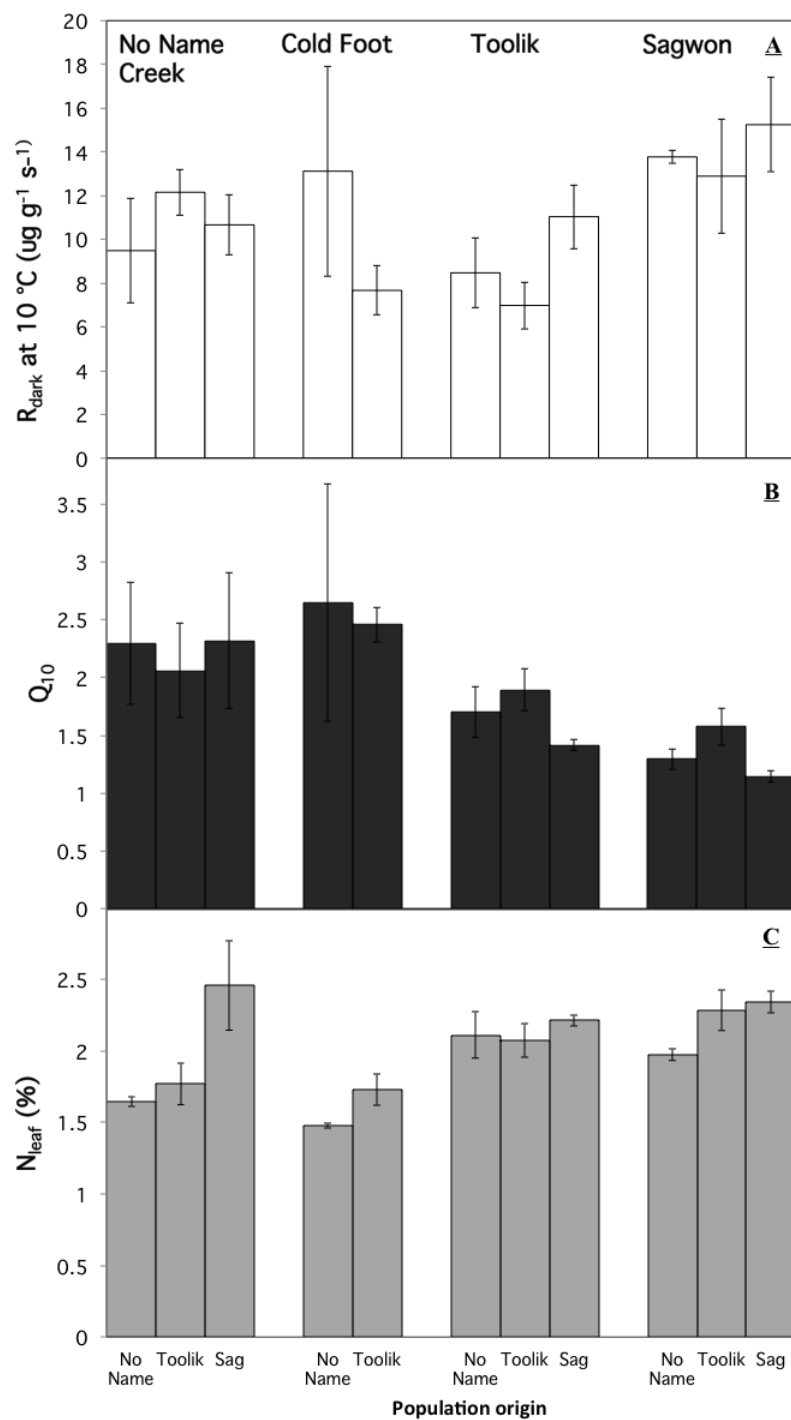 No Name Creek
Cold Foot
Toolik
Sagwon
A
R_dark at 10 °C (ug g⁻¹ s⁻¹)
20
18
16
14
12
10
8
6
4
2
0
B
Q₁₀
3.5
3
2.5
2
1.5
1
0.5
0
C
N_leaf (%)
2.5
2
1.5
1
0.5
0
No Name
Toolik
Sag
No Name
Toolik
No Name
Toolik
Sag
No Name
Toolik
Sag
Population origin